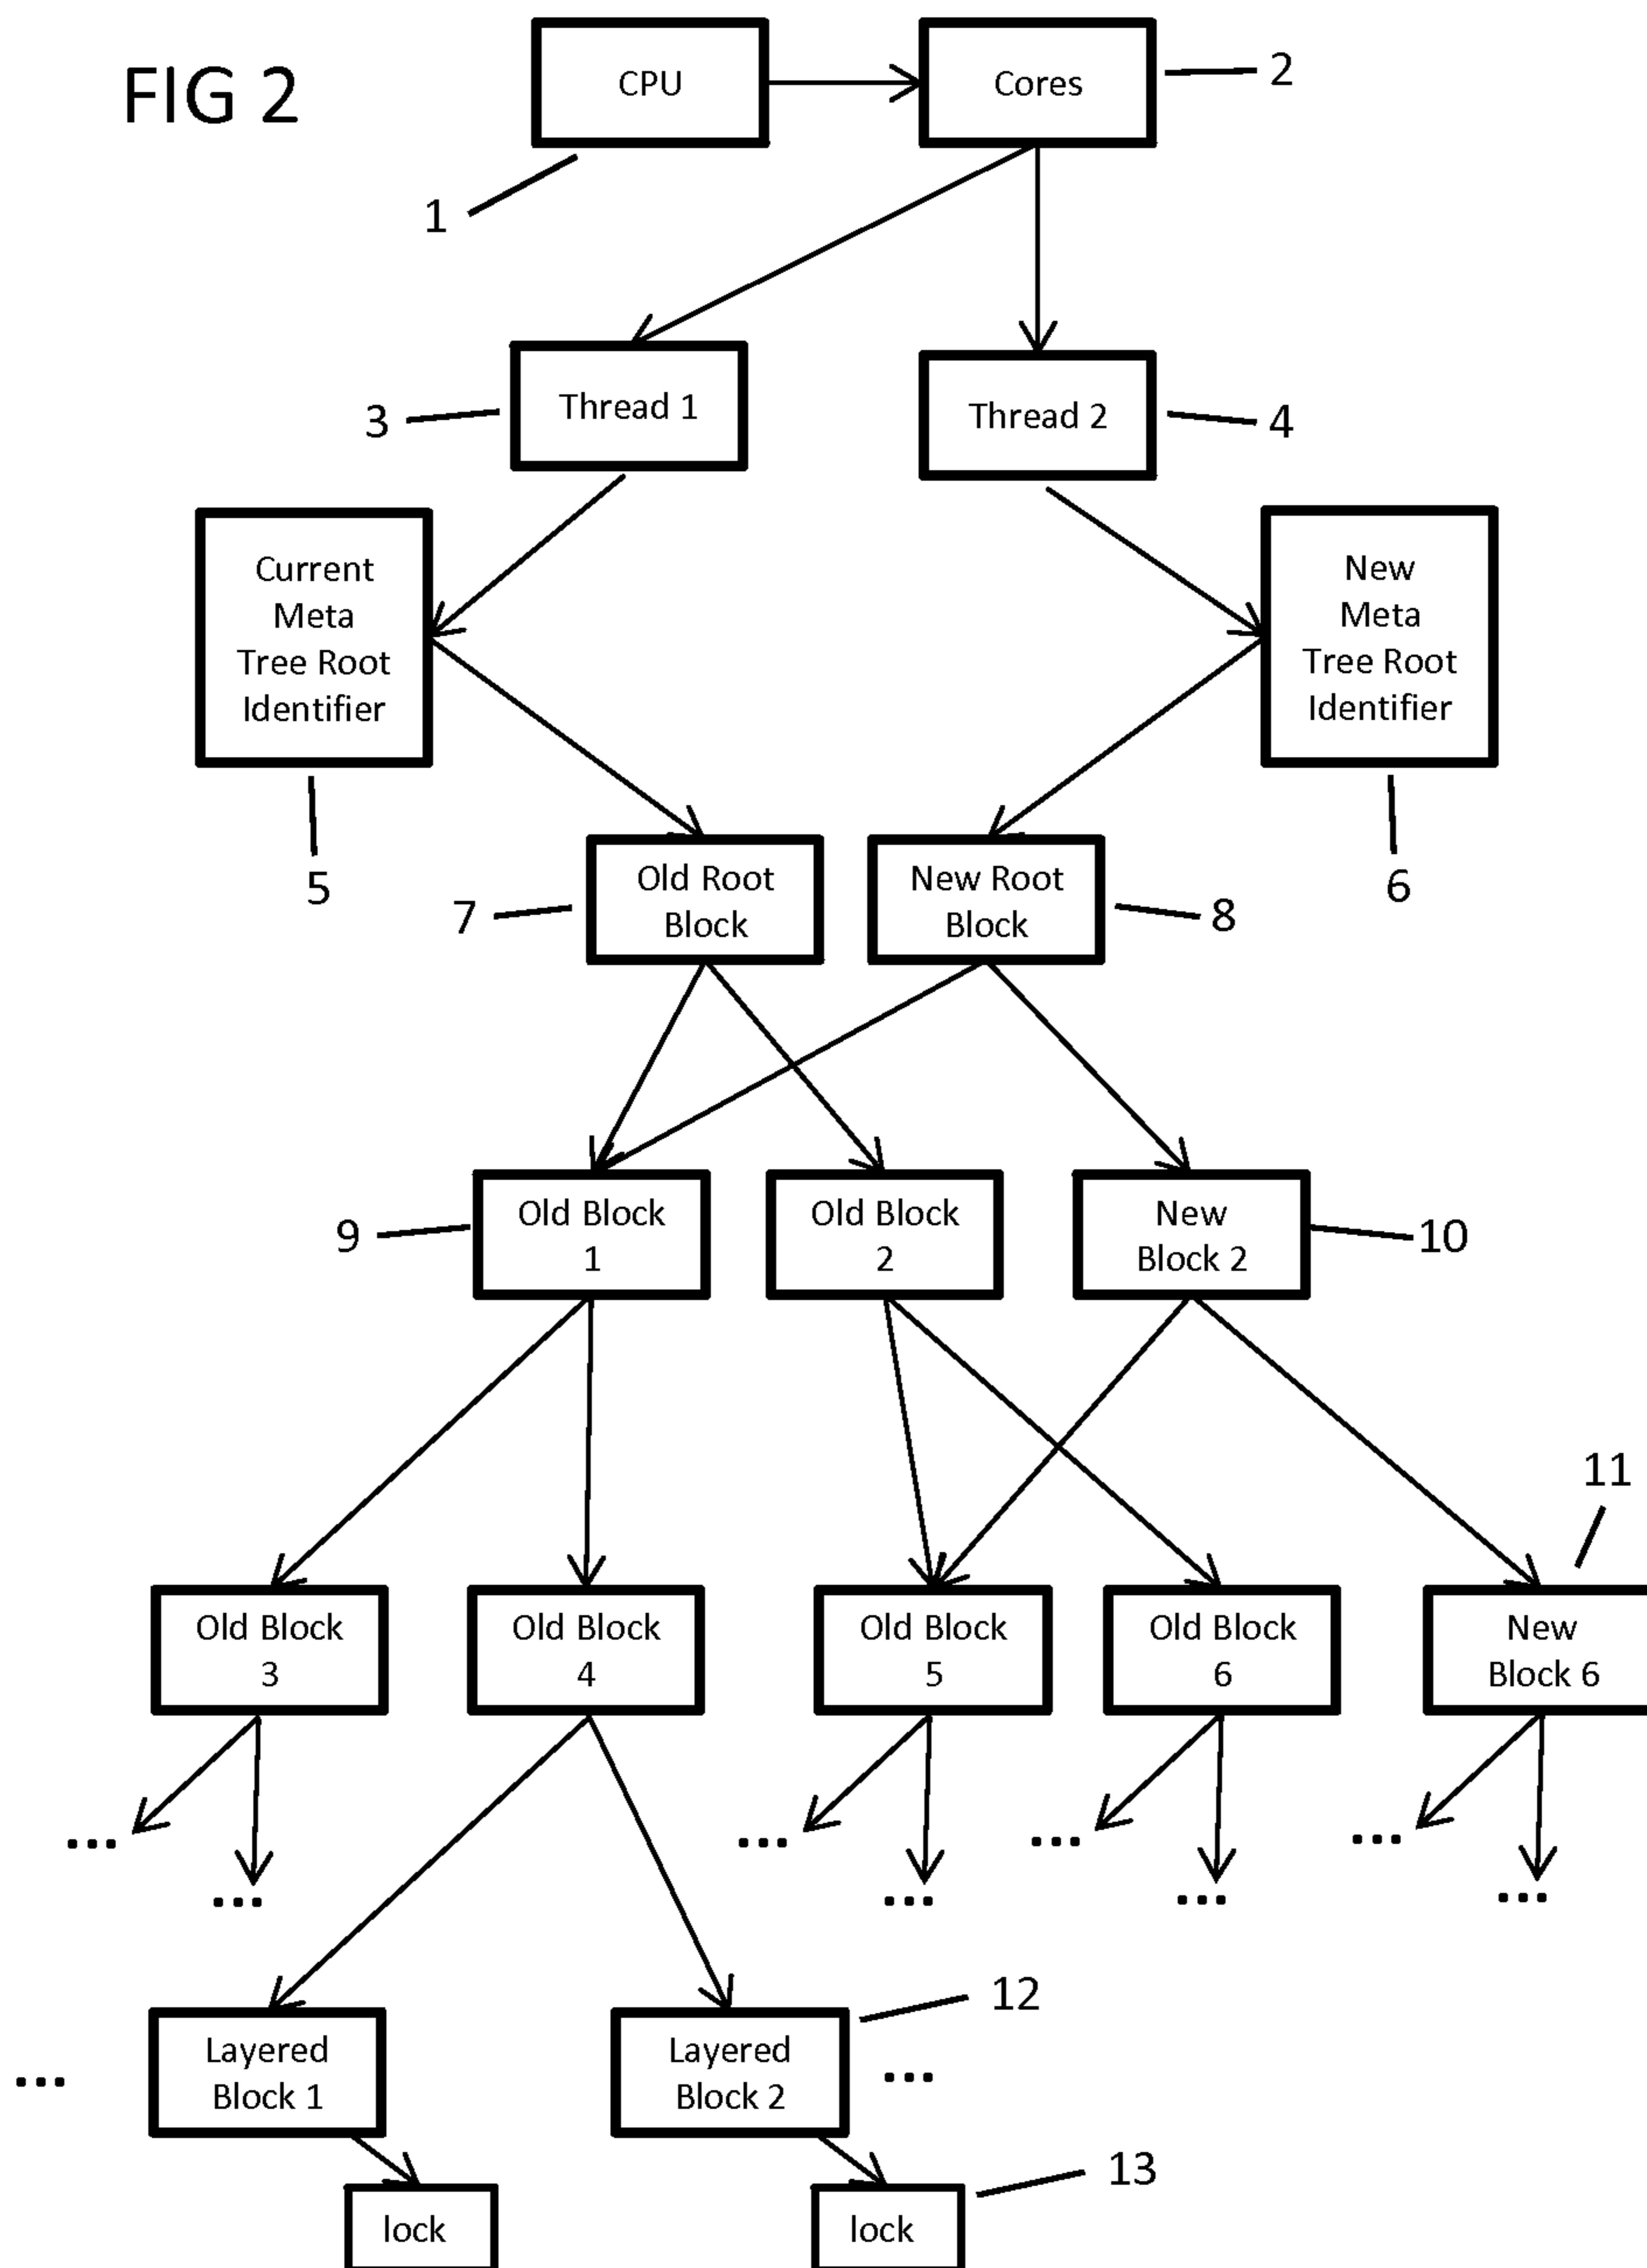 FIG 2
CPU
Cores
2
1
Thread 1
Thread 2
3
4
Current
Meta
Tree Root
Identifier
New
Meta
Tree Root
Identifier
5
6
Old Root
Block
New Root
Block
7
8
Old Block
1
Old Block
2
New
Block 2
9
10
11
Old Block
3
Old Block
4
Old Block
5
Old Block
6
New
Block 6
...
...
...
...
...
...
...
...
12
...
Layered
Block 1
Layered
Block 2
...
13
lock
lock